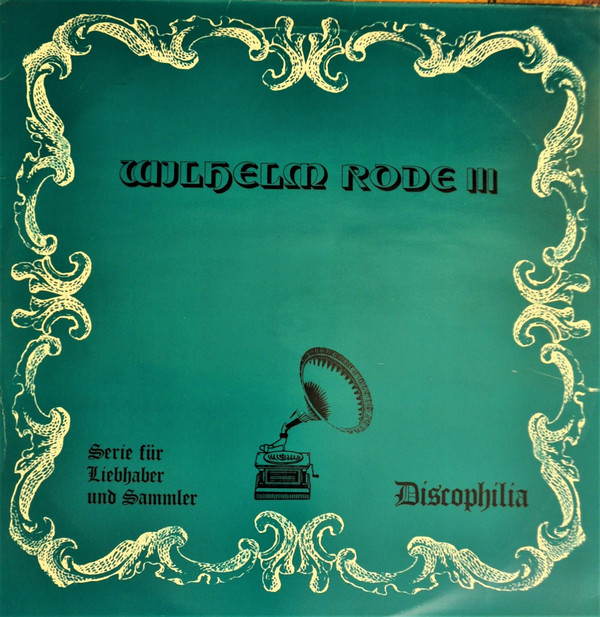 WILHELM RODE III
Serie für
Liebhaber
und Sammler
Discophilia